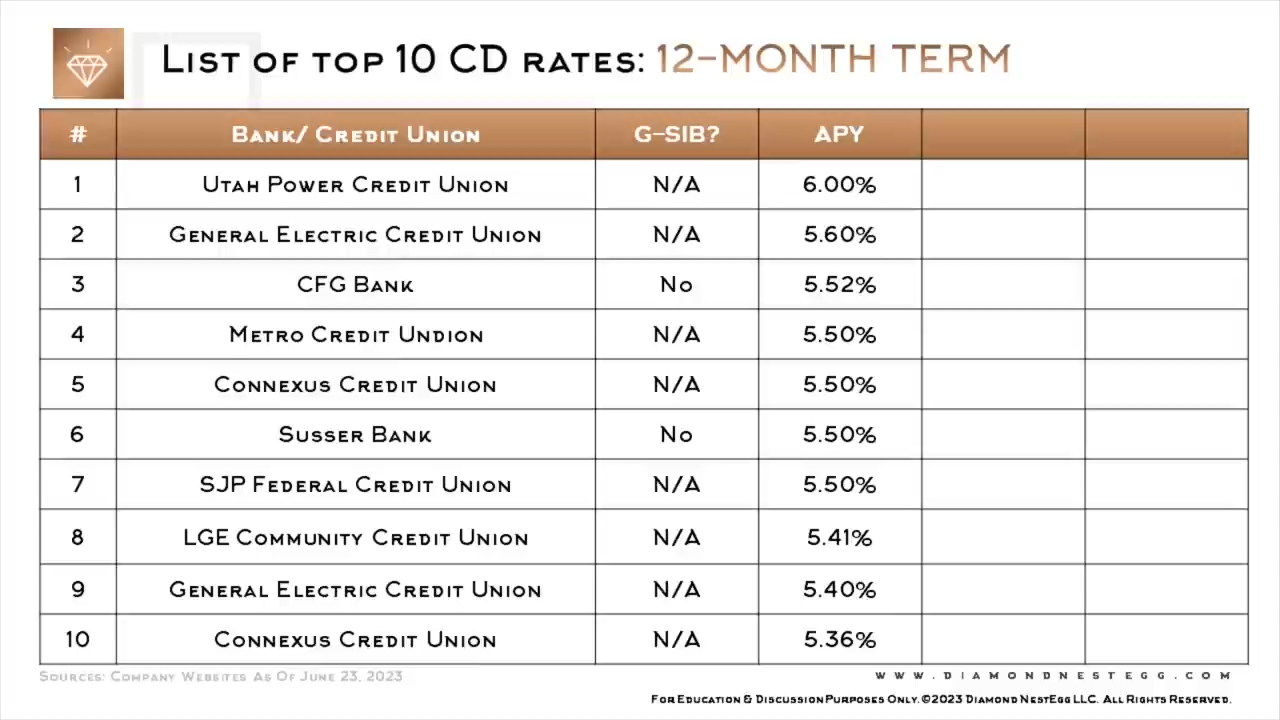 List of top 10 CD rates: 12-MONTH TERM
# Bank/ Credit Union G-SIB? APY
1 Utah Power Credit Union N/A 6.00%
2 General Electric Credit Union N/A 5.60%
3 CFG Bank No 5.52%
4 Metro Credit Undion N/A 5.50%
5 Connexus Credit Union N/A 5.50%
6 Susser Bank No 5.50%
7 SJP Federal Credit Union N/A 5.50%
8 LGE Community Credit Union N/A 5.41%
9 General Electric Credit Union N/A 5.40%
10 Connexus Credit Union N/A 5.36%
Sources: Company Websites As Of June 23, 2023
WWW.DIAMONDNESTEGG.COM
For Education & Discussion Purposes Only. ©2023 Diamond NestEgg LLC. All Rights Reserved.